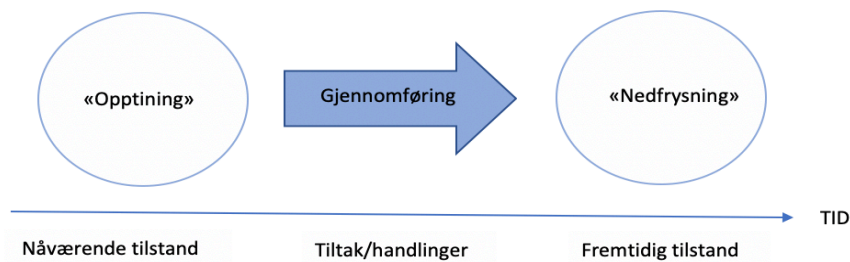 «Opptining»
Gjennomføring
«Nedfrysning»
TID
Nåværende tilstand
Tiltak/handlinger
Fremtidig tilstand